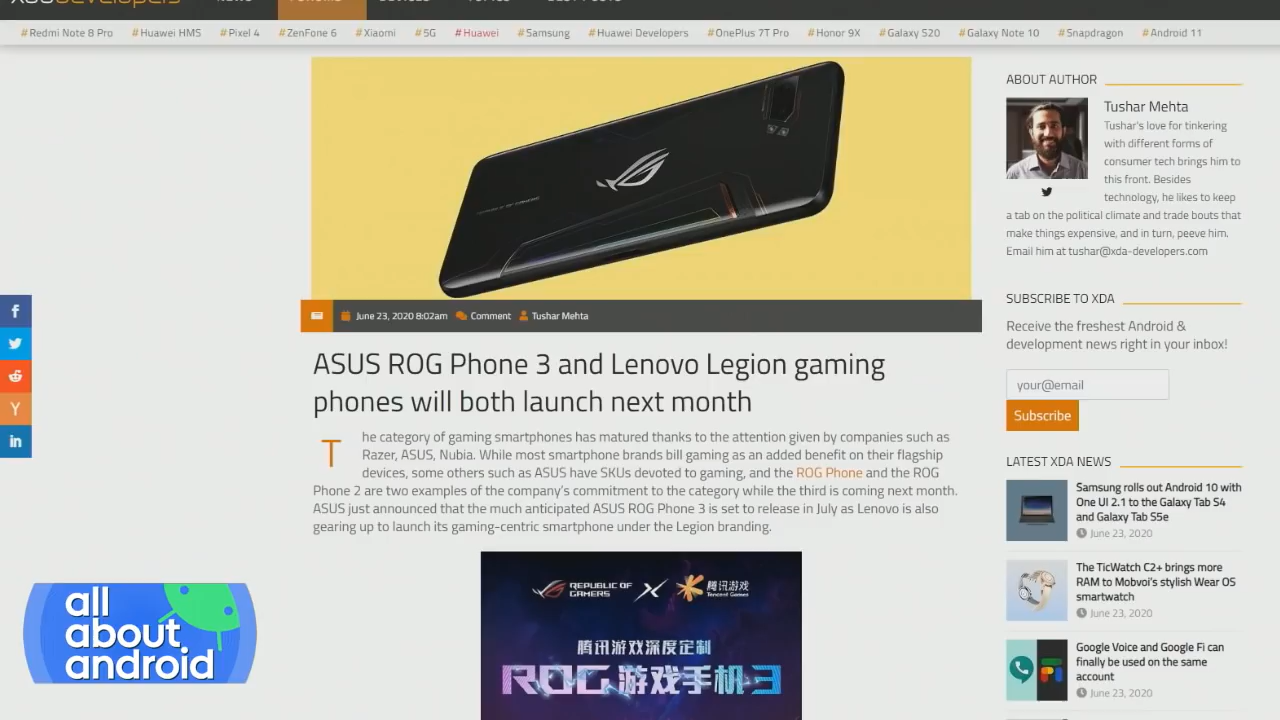 xdadevelopers
NEWS
FORUMS
DEVICES
TOPICS
BEST POSTS
#Redmi Note 8 Pro #Huawei HMS #Pixel 4 #ZenFone 6 #Xiaomi #5G #Huawei #Samsung #Huawei Developers #OnePlus 7T Pro #Honor 9X #Galaxy S20 #Galaxy Note 10 #Snapdragon #Android 11
June 23, 2020 8:02am Comment Tushar Mehta
ASUS ROG Phone 3 and Lenovo Legion gaming
phones will both launch next month
The category of gaming smartphones has matured thanks to the attention given by companies such as
Razer, ASUS, Nubia. While most smartphone brands bill gaming as an added benefit on their flagship
devices, some others such as ASUS have SKUs devoted to gaming, and the ROG Phone and the ROG
Phone 2 are two examples of the company's commitment to the category while the third is coming next month.
ASUS just announced that the much anticipated ASUS ROG Phone 3 is set to release in July as Lenovo is also
gearing up to launch its gaming-centric smartphone under the Legion branding.
REPUBLIC OF
GAMERS
腾讯游戏
Tencent Games
腾讯游戏深度定制
ROG 游戏手机 3
ABOUT AUTHOR
Tushar Mehta
Tushar's love for tinkering
with different forms of
consumer tech brings him to
this front. Besides
technology, he likes to keep
a tab on the political climate and trade bouts that
make things expensive, and in turn, peeve him.
Email him at tushar@xda-developers.com
SUBSCRIBE TO XDA
Receive the freshest Android &
development news right in your inbox!
your@email
Subscribe
LATEST XDA NEWS
Samsung rolls out Android 10 with
One UI 2.1 to the Galaxy Tab S4
and Galaxy Tab S5e
June 23, 2020
The TicWatch C2+ brings more
RAM to Mobvoi's stylish Wear OS
smartwatch
June 23, 2020
Google Voice and Google Fi can
finally be used on the same
account
June 23, 2020
all
about
android